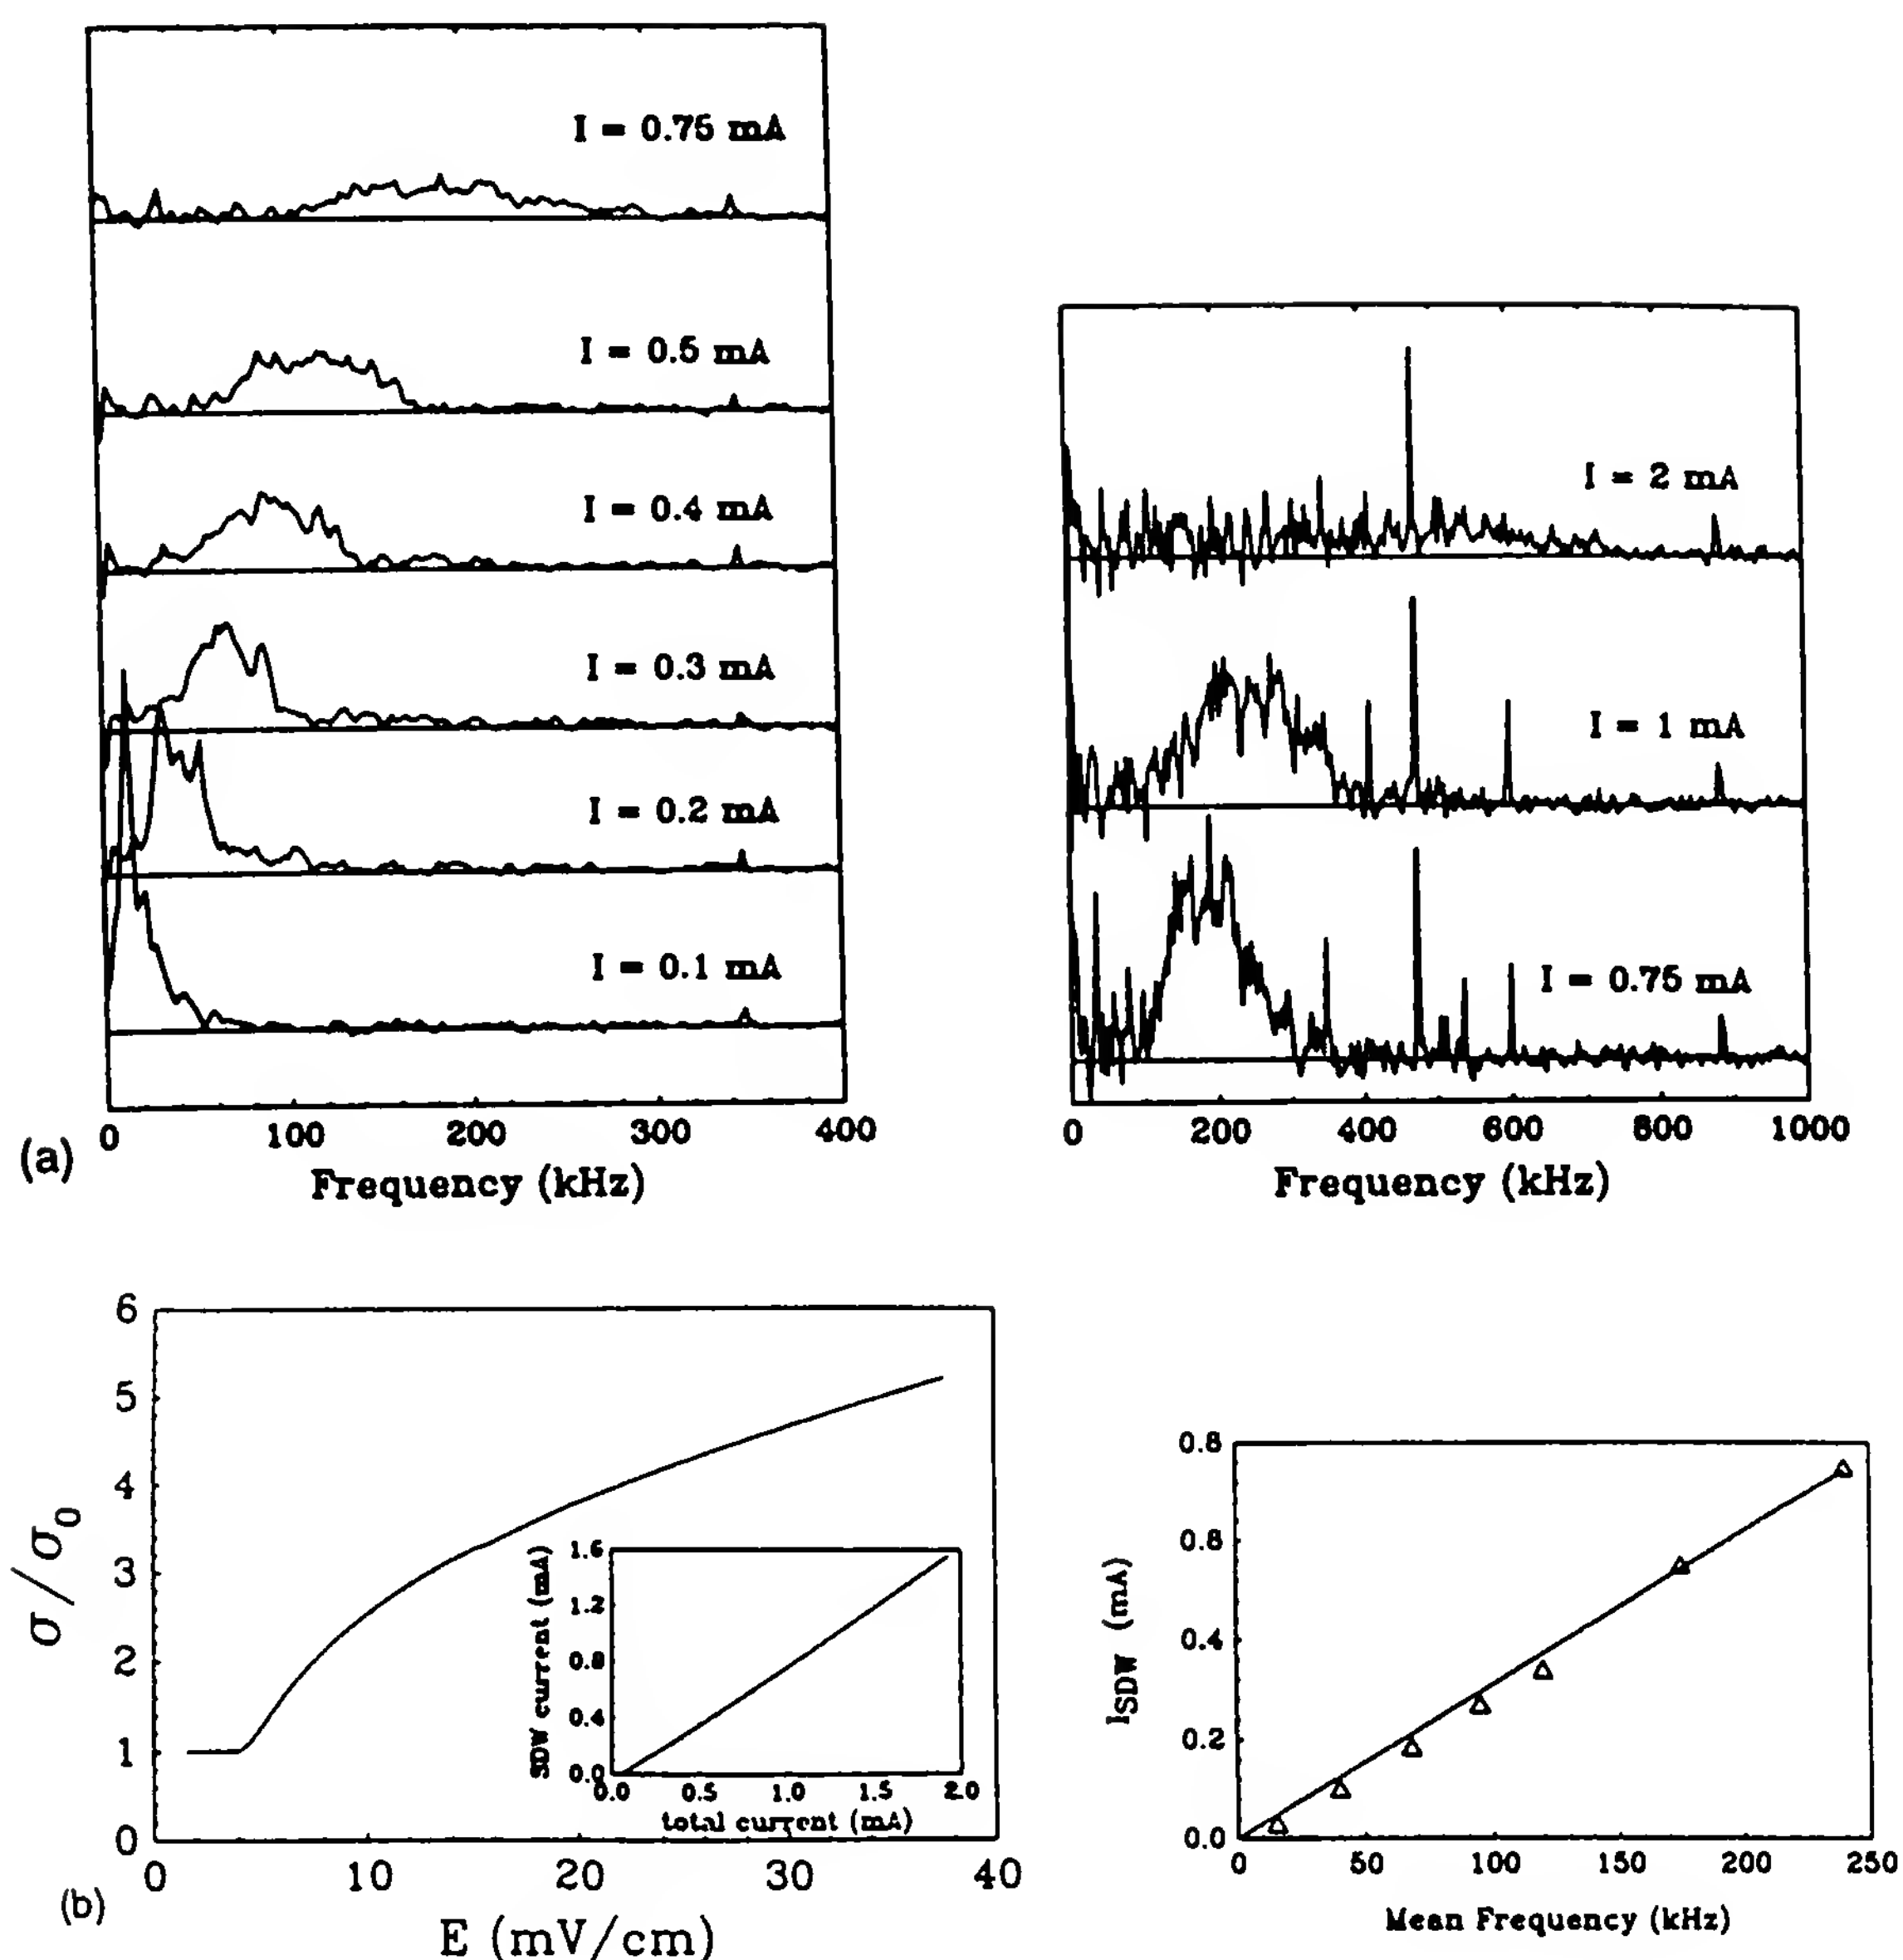 I = 0.75 mA
I = 0.5 mA
I = 0.4 mA
I = 0.3 mA
I = 0.2 mA
I = 0.1 mA
0 100 200 300 400
Frequency (kHz)
(a)
I = 2 mA
I = 1 mA
I = 0.75 mA
0 200 400 600 800 1000
Frequency (kHz)
6
5
4
3
2
1
0
σ/σ0
0 10 20 30 40
E (mV/cm)
(b)
1.6
1.2
0.8
0.4
0.0
SDW current (mA)
0.0 0.5 1.0 1.5 2.0
total current (mA)
0.8
0.6
0.4
0.2
0.0
ISDW (mA)
0 50 100 150 200 250
Mean Frequency (kHz)